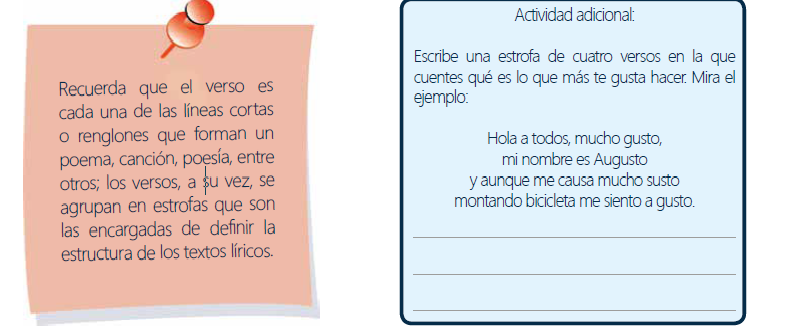 Recuerda que el verso es
cada una de las líneas cortas
o renglones que forman un
poema, canción, poesía, entre
otros; los versos, a su vez, se
agrupan en estrofas que son
las encargadas de definir la
estructura de los textos líricos.
Actividad adicional:
Escribe una estrofa de cuatro versos en la que
cuentes qué es lo que más te gusta hacer. Mira el
ejemplo:
Hola a todos, mucho gusto,
mi nombre es Augusto
y aunque me causa mucho susto
montando bicicleta me siento a gusto.